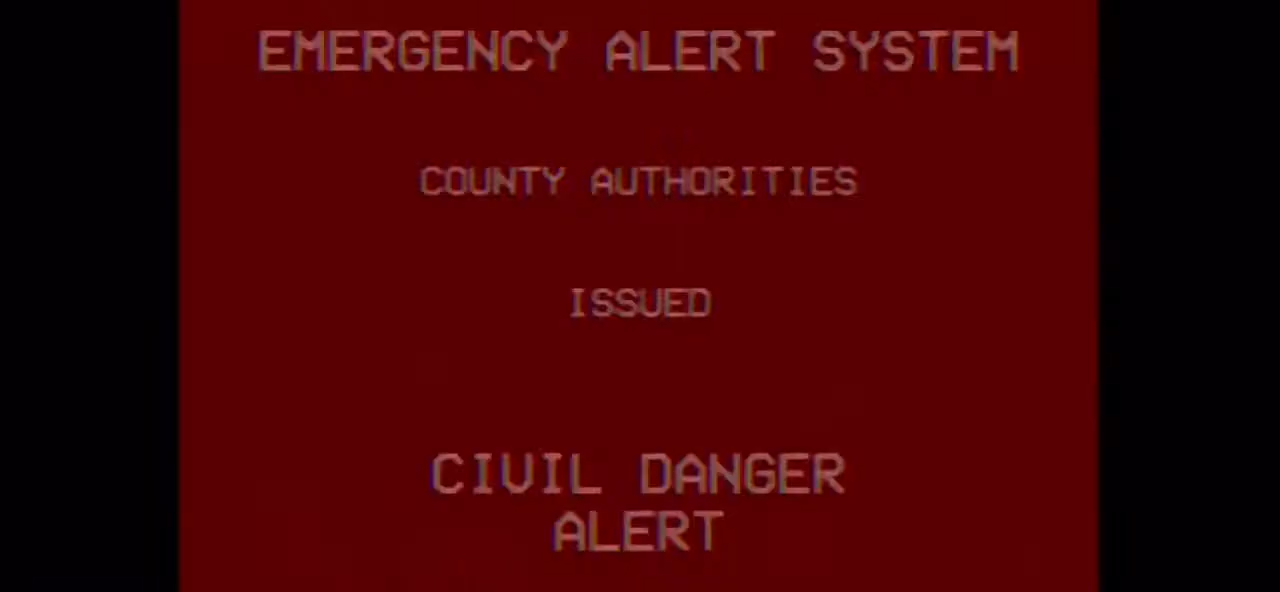 EMERGENCY ALERT SYSTEM
COUNTY AUTHORITIES
ISSUED
CIVIL DANGER
ALERT